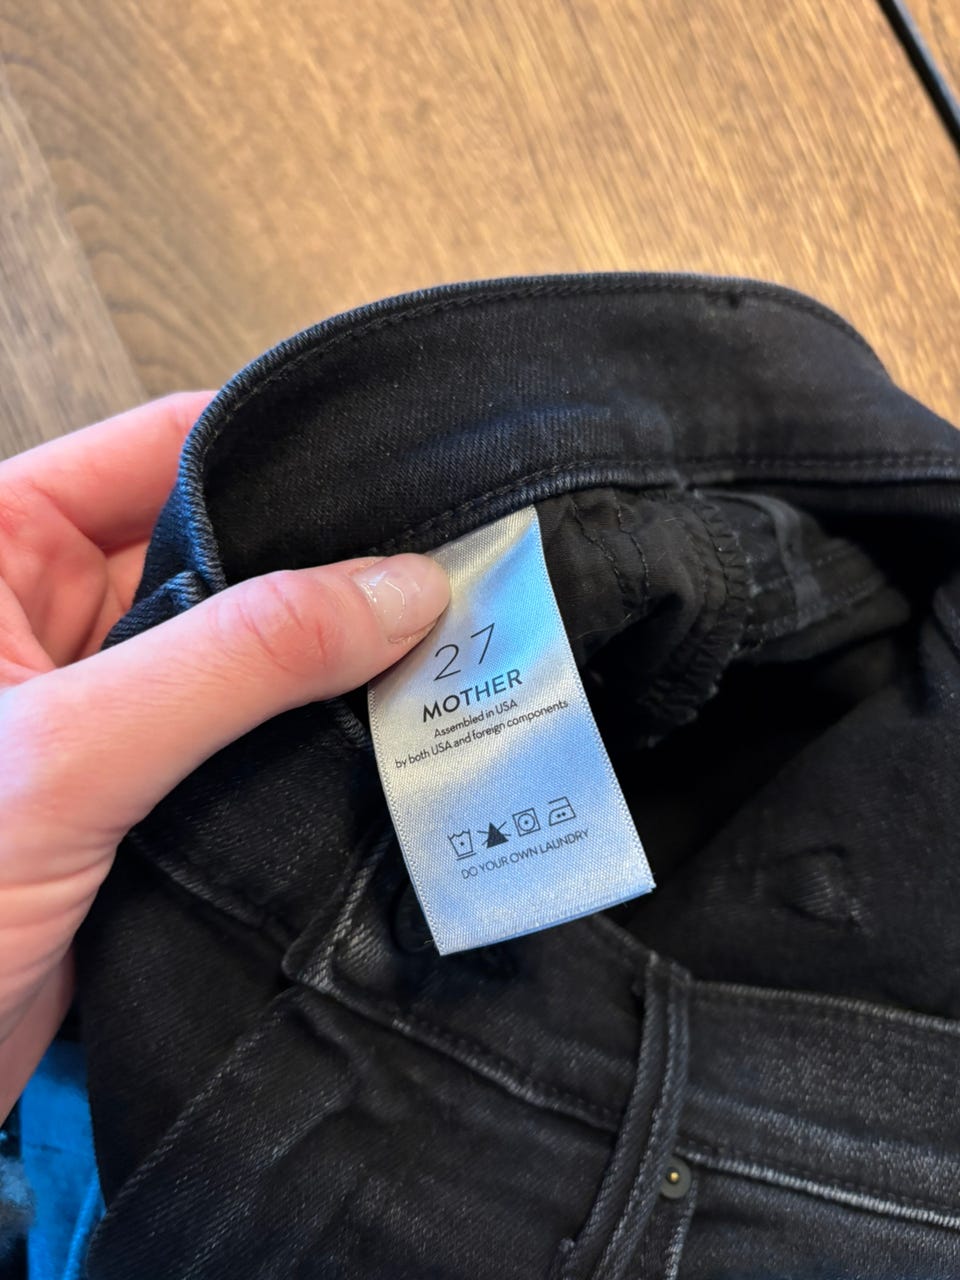 27
MOTHER
Assembled in USA
by both USA and foreign components
DO YOUR OWN LAUNDRY